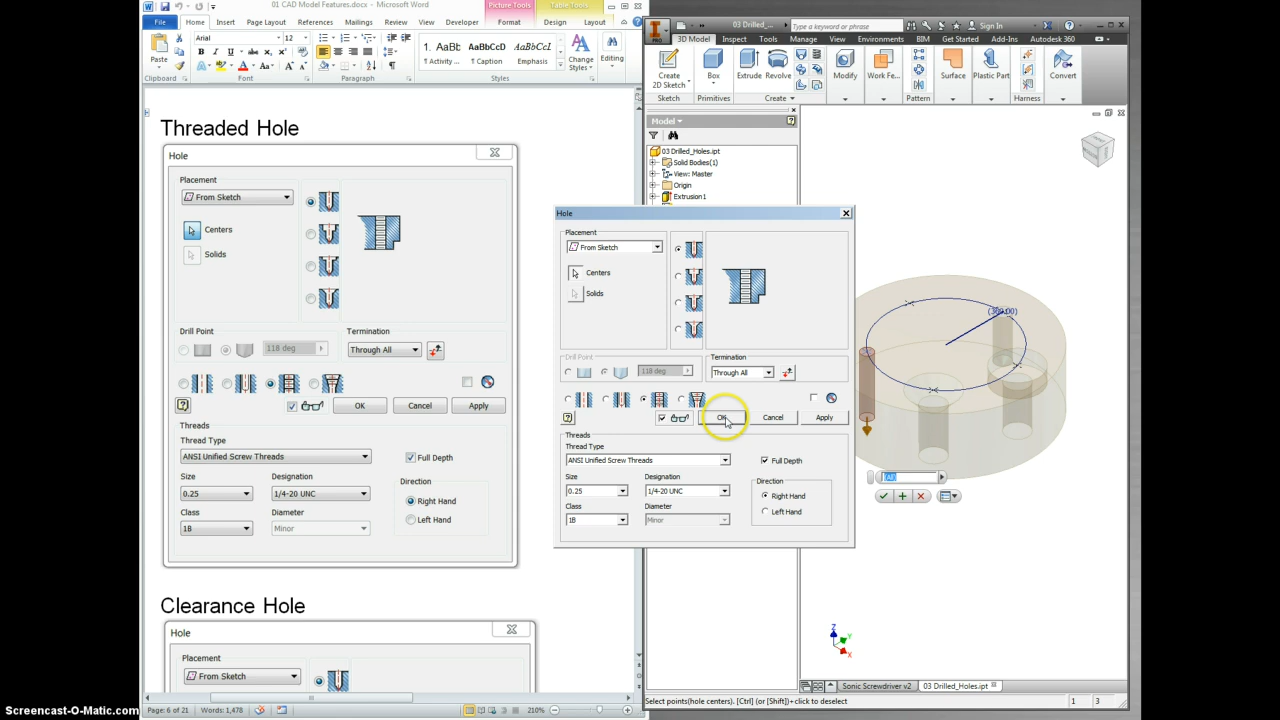 01 CAD Model Features.docx - Microsoft Word
Picture Tools
Table Tools
File
Home
Insert
Page Layout
References
Mailings
Review
View
Developer
Format
Design
Layout
Paste
Clipboard
Arial
12
Font
Paragraph
1. AaBb
AaBbCcD
AaBbCcD
¶ Activity ...
¶ Caption
Emphasis
Change
Styles
Styles
Editing
Threaded Hole
Hole
Placement
From Sketch
Centers
Solids
Drill Point
118 deg
Termination
Through All
OK
Cancel
Apply
Threads
Thread Type
ANSI Unified Screw Threads
Full Depth
Size
Designation
0.25
1/4-20 UNC
Direction
Right Hand
Left Hand
Class
Diameter
1B
Minor
Clearance Hole
Hole
Placement
From Sketch
Page: 6 of 21
Words: 1,478
210%
03 Drilled_
Type a keyword or phrase
Sign In
PRO
3D Model
Inspect
Tools
Manage
View
Environments
BIM
Get Started
Add-Ins
Autodesk 360
Create
2D Sketch
Box
Extrude
Revolve
Modify
Work Fe...
Surface
Plastic Part
Convert
Sketch
Primitives
Create
Pattern
Harness
Model
03 Drilled_Holes.ipt
Solid Bodies(1)
View: Master
Origin
Extrusion1
Hole
Placement
From Sketch
Centers
Solids
Drill Point
118 deg
Termination
Through All
OK
Cancel
Apply
Threads
Thread Type
ANSI Unified Screw Threads
Full Depth
Size
Designation
0.25
1/4-20 UNC
Direction
Right Hand
Left Hand
Class
Diameter
1B
Minor
Z
Y
X
Sonic Screwdriver v2
03 Drilled_Holes.ipt
Select points(hole centers). [Ctrl] (or [Shift])+click to deselect
1
3
Screencast-O-Matic.com